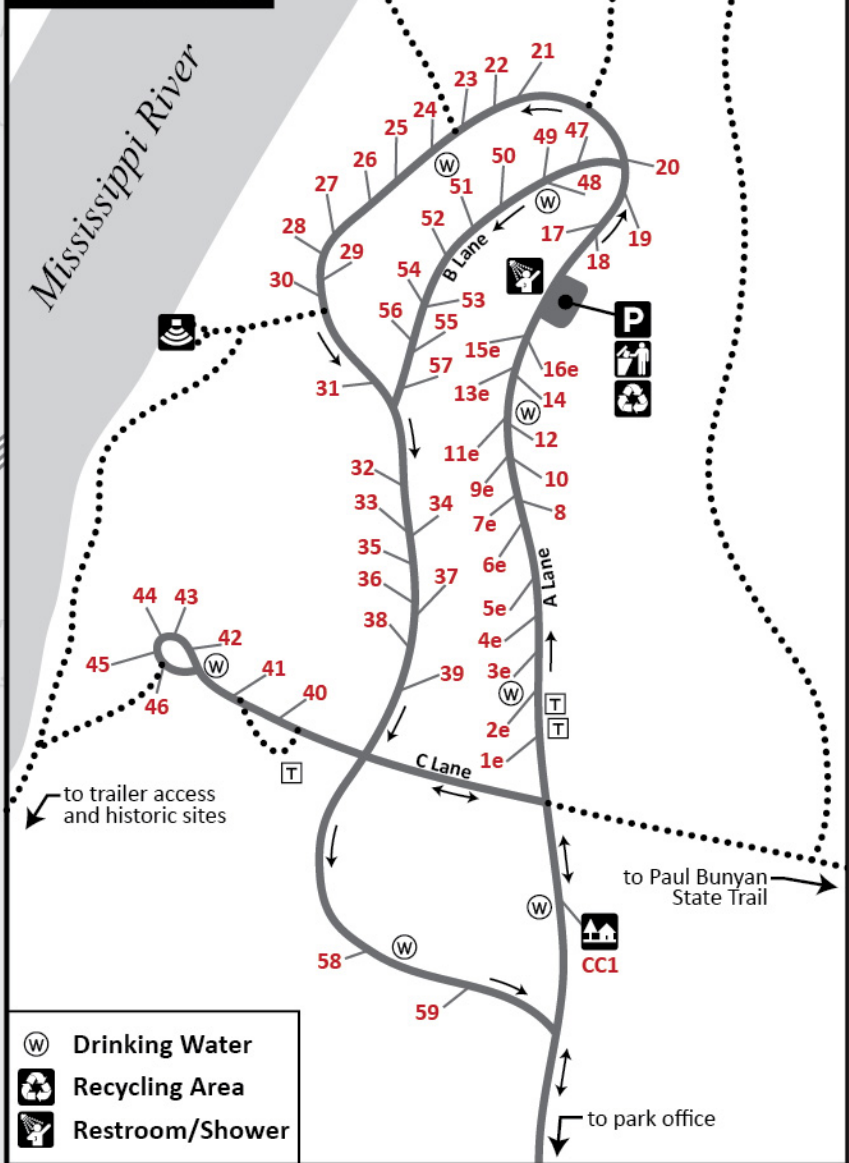 21
22
23
24
47
49
25
50
20
26
51
48
27
52
19
28
17
29
18
B Lane
54
30
53
56
55
P
15e
57
16e
31
13e
14
12
11e
32
10
9e
33
34
8
7e
35
6e
36
37
A Lane
5e
44
43
38
42
4e
45
41
39
3e
W
W
W
W
W
W
W
46
40
T
T
2e
T
1e
C Lane
Mississippi River
to trailer access
and historic sites
to Paul Bunyan
State Trail
CC1
58
59
W Drinking Water
Recycling Area
Restroom/Shower
to park office